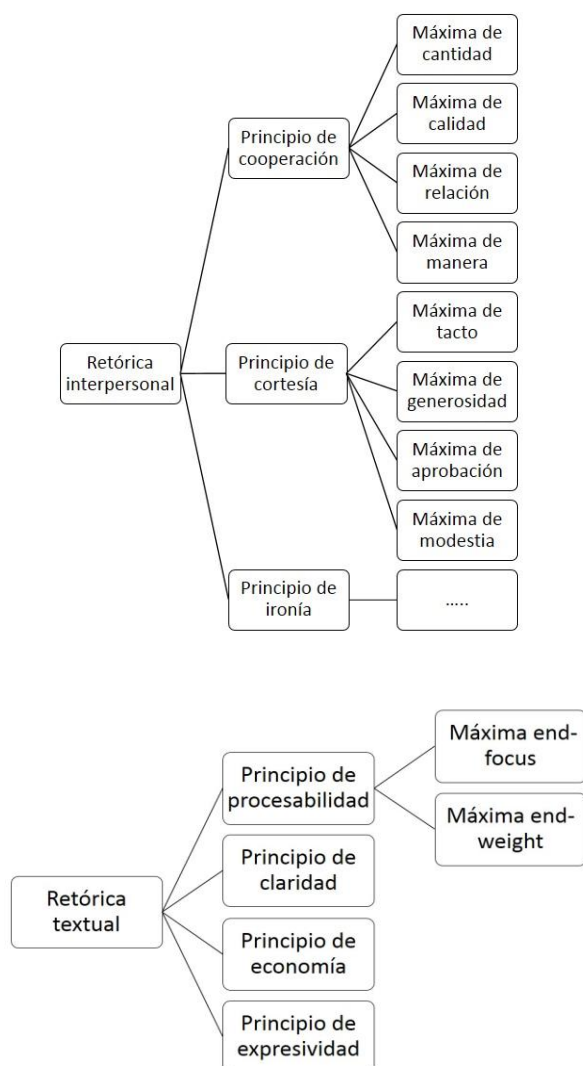 Máxima de
cantidad
Máxima de
calidad
Principio de
cooperación
Máxima de
relación
Máxima de
manera
Máxima de
tacto
Retórica
interpersonal
Principio de
cortesía
Máxima de
generosidad
Máxima de
aprobación
Máxima de
modestia
Principio de
ironía
…..
Máxima end-
focus
Principio de
procesabilidad
Máxima end-
weight
Principio de
claridad
Retórica
textual
Principio de
economía
Principio de
expresividad